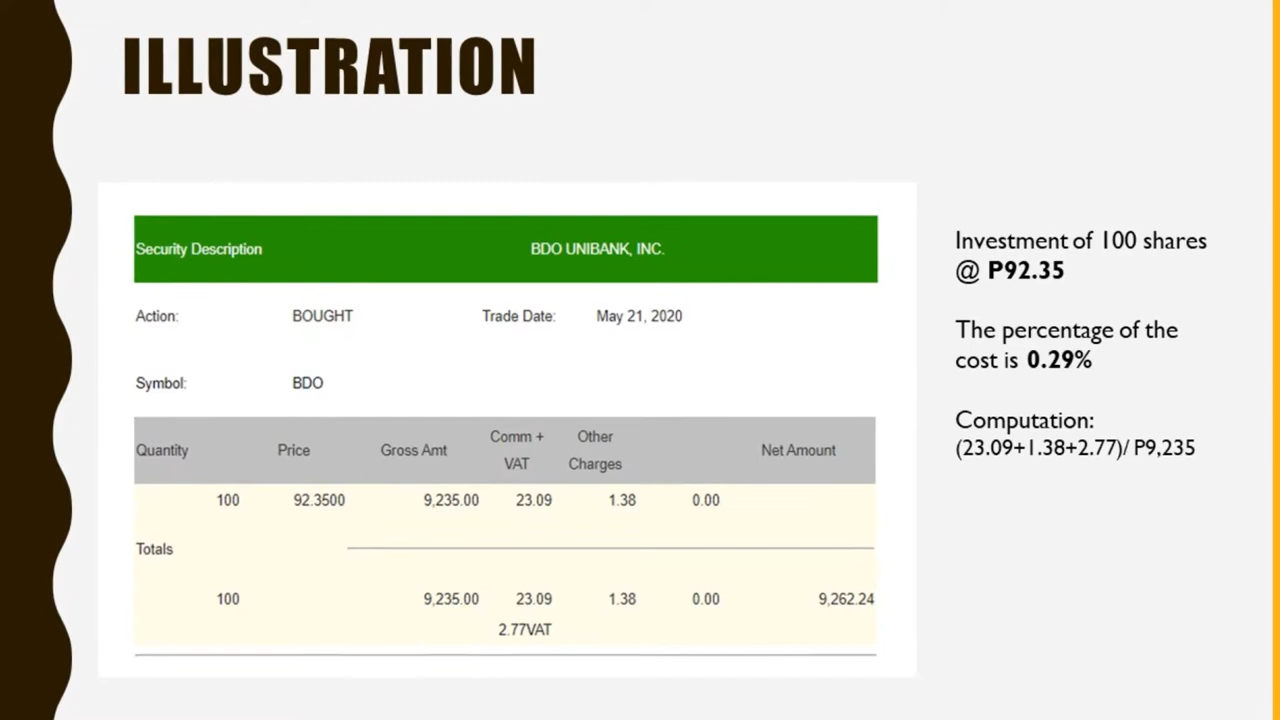 ILLUSTRATION
Security Description BDO UNIBANK, INC.
Action: BOUGHT Trade Date: May 21, 2020
Symbol: BDO
Quantity Price Gross Amt Comm + VAT Other Charges Net Amount
100 92.3500 9,235.00 23.09 1.38 0.00
Totals
100 9,235.00 23.09 1.38 0.00 9,262.24
2.77VAT
Investment of 100 shares
@ P92.35
The percentage of the
cost is 0.29%
Computation:
(23.09+1.38+2.77)/ P9,235